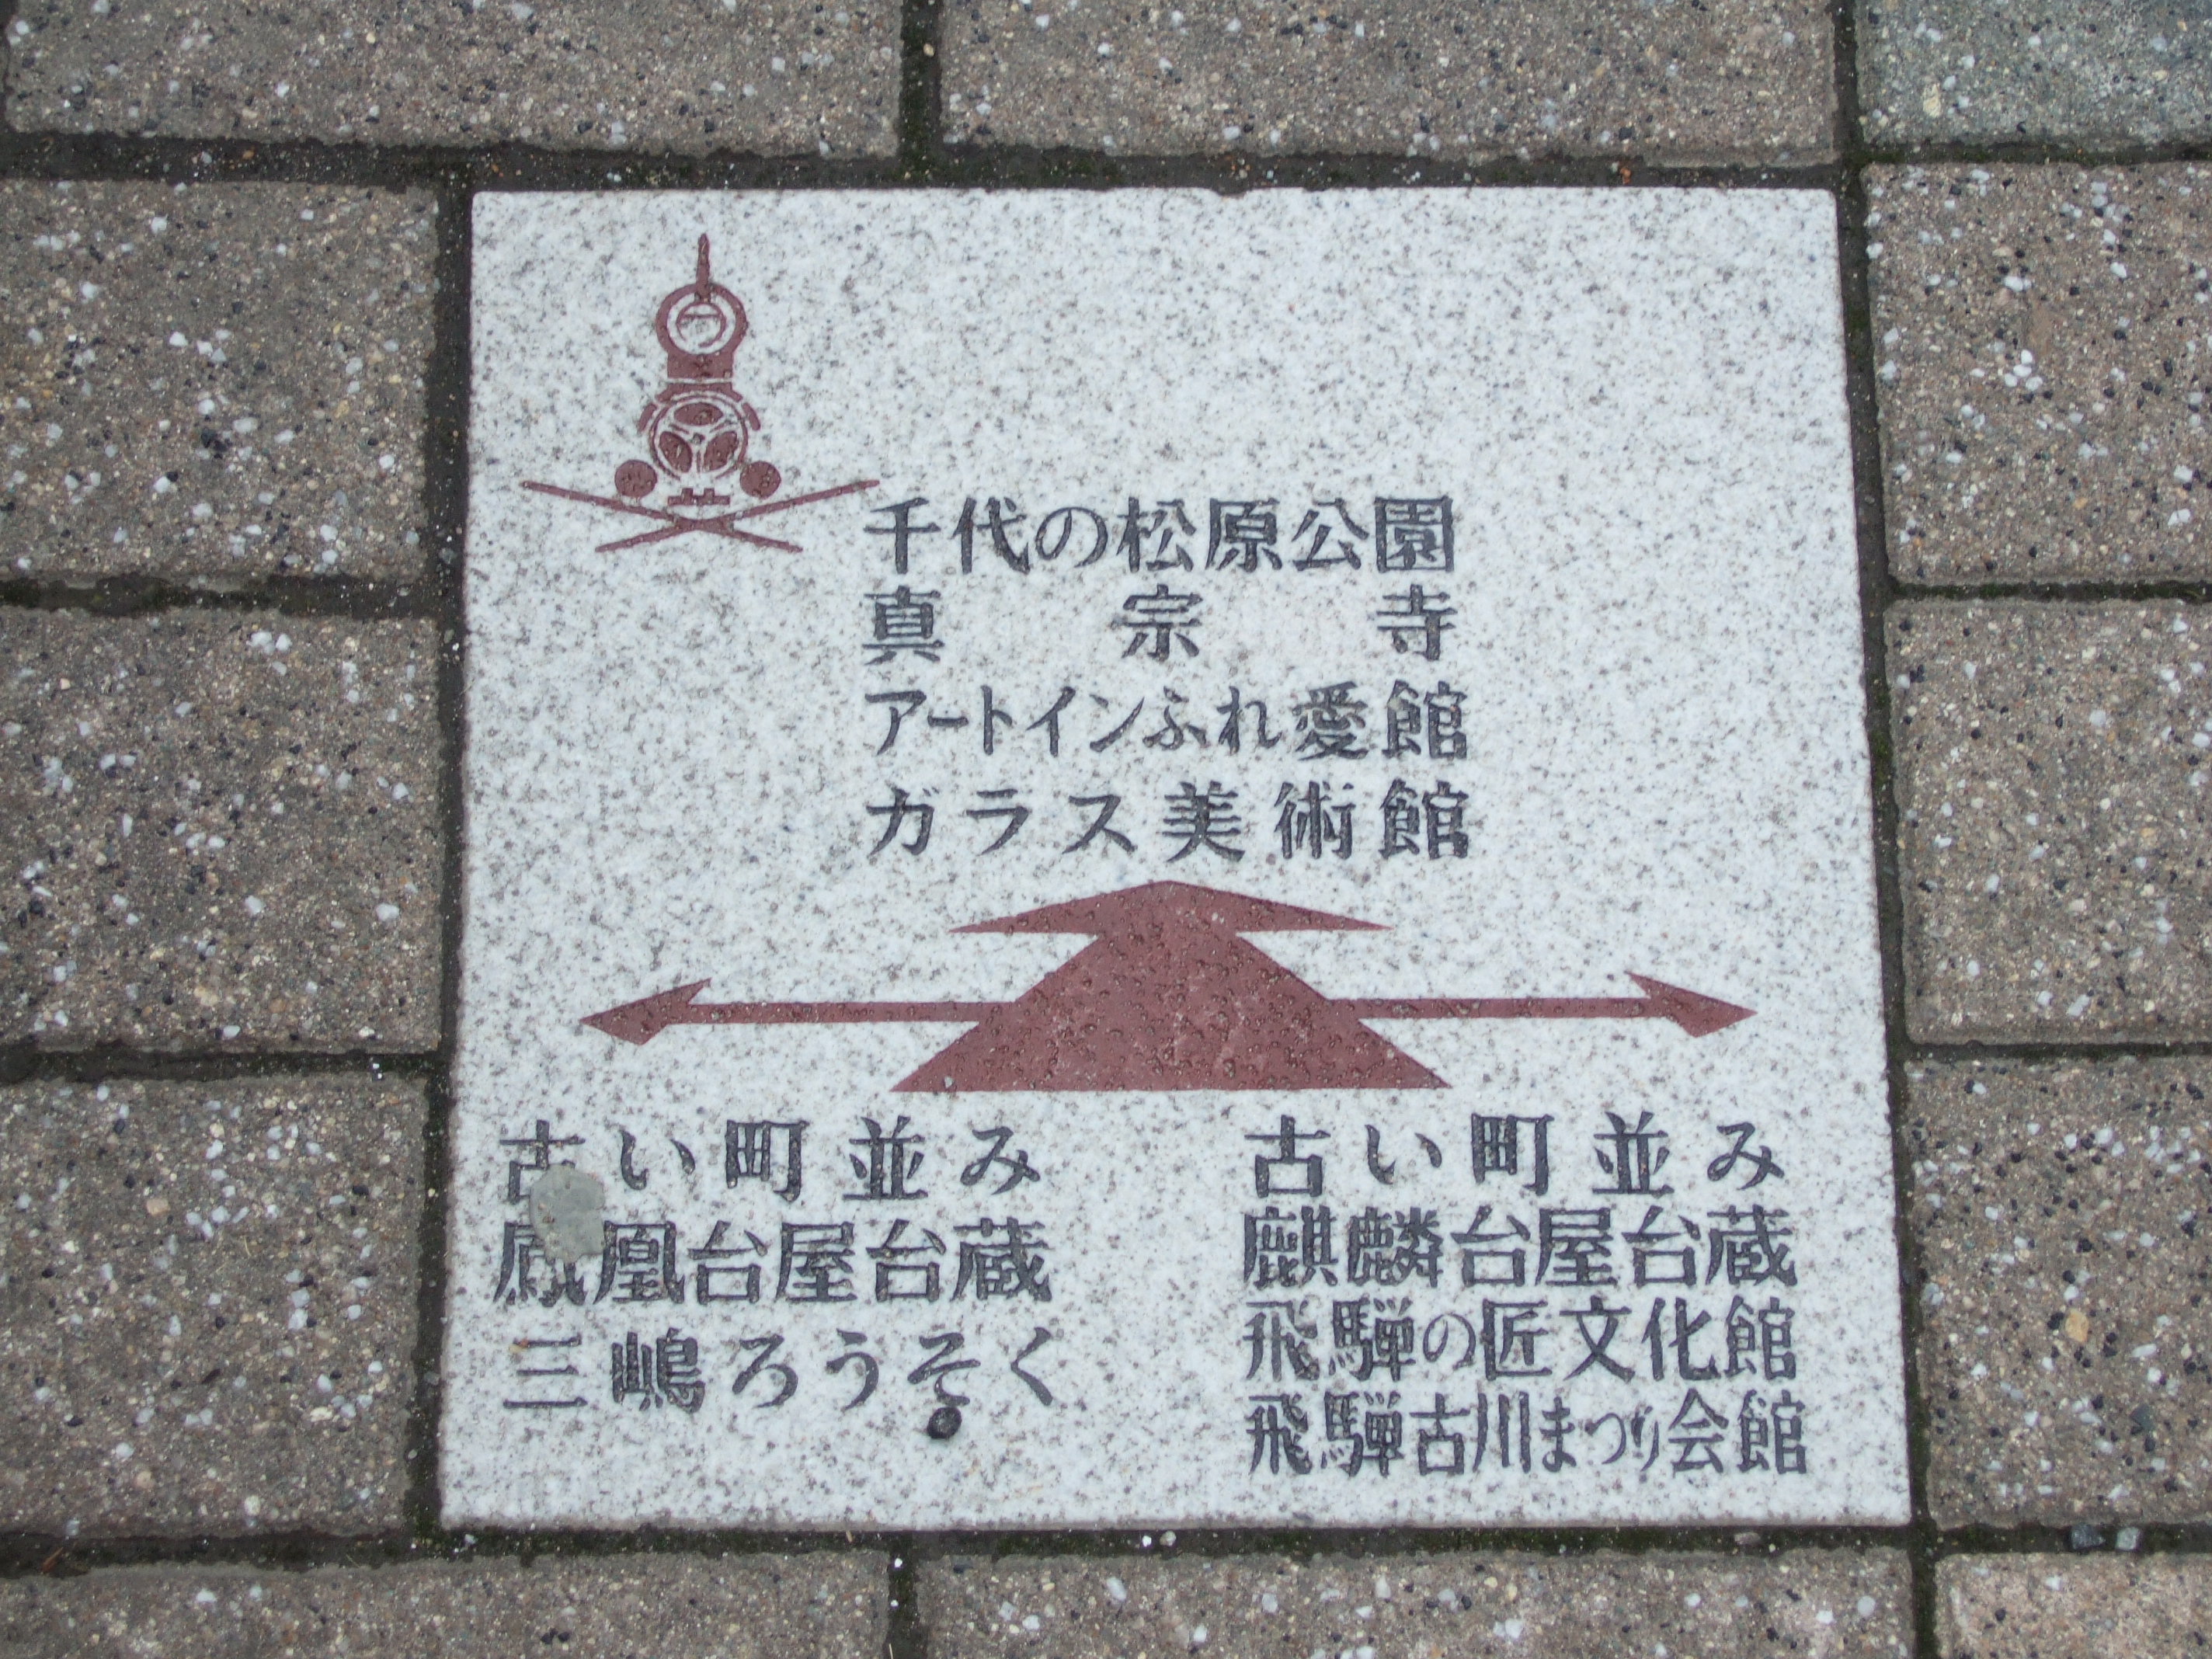 千代の松原公園
真宗寺
アートインふれ愛館
ガラス美術館
古い町並み
鳳凰台屋台蔵
三嶋ろうそく
古い町並み
麒麟台屋台蔵
飛騨の匠文化館
飛騨古川まつり会館